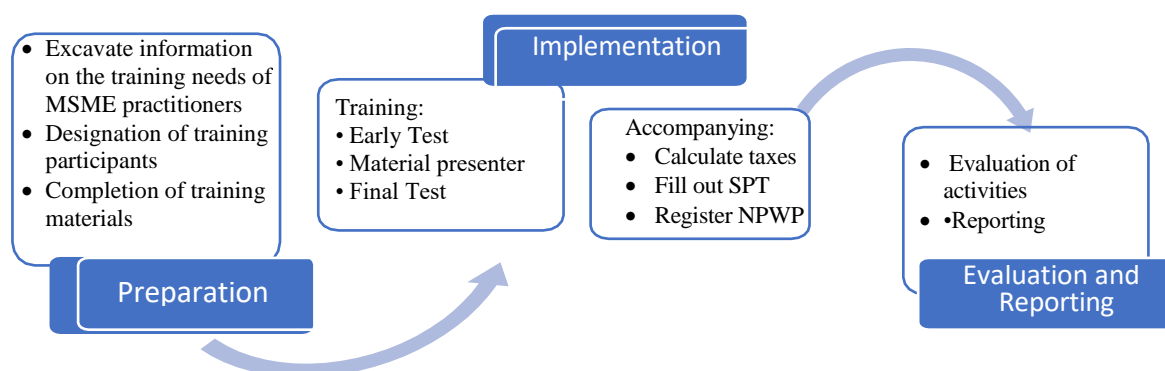 • Excavate information
on the training needs of
MSME practitioners
• Designation of training
participants
• Completion of training
materials
Preparation
Implementation
Training:
• Early Test
• Material presenter
• Final Test
Accompanying:
• Calculate taxes
• Fill out SPT
• Register NPWP
• Evaluation of
activities
• •Reporting
Evaluation and
Reporting